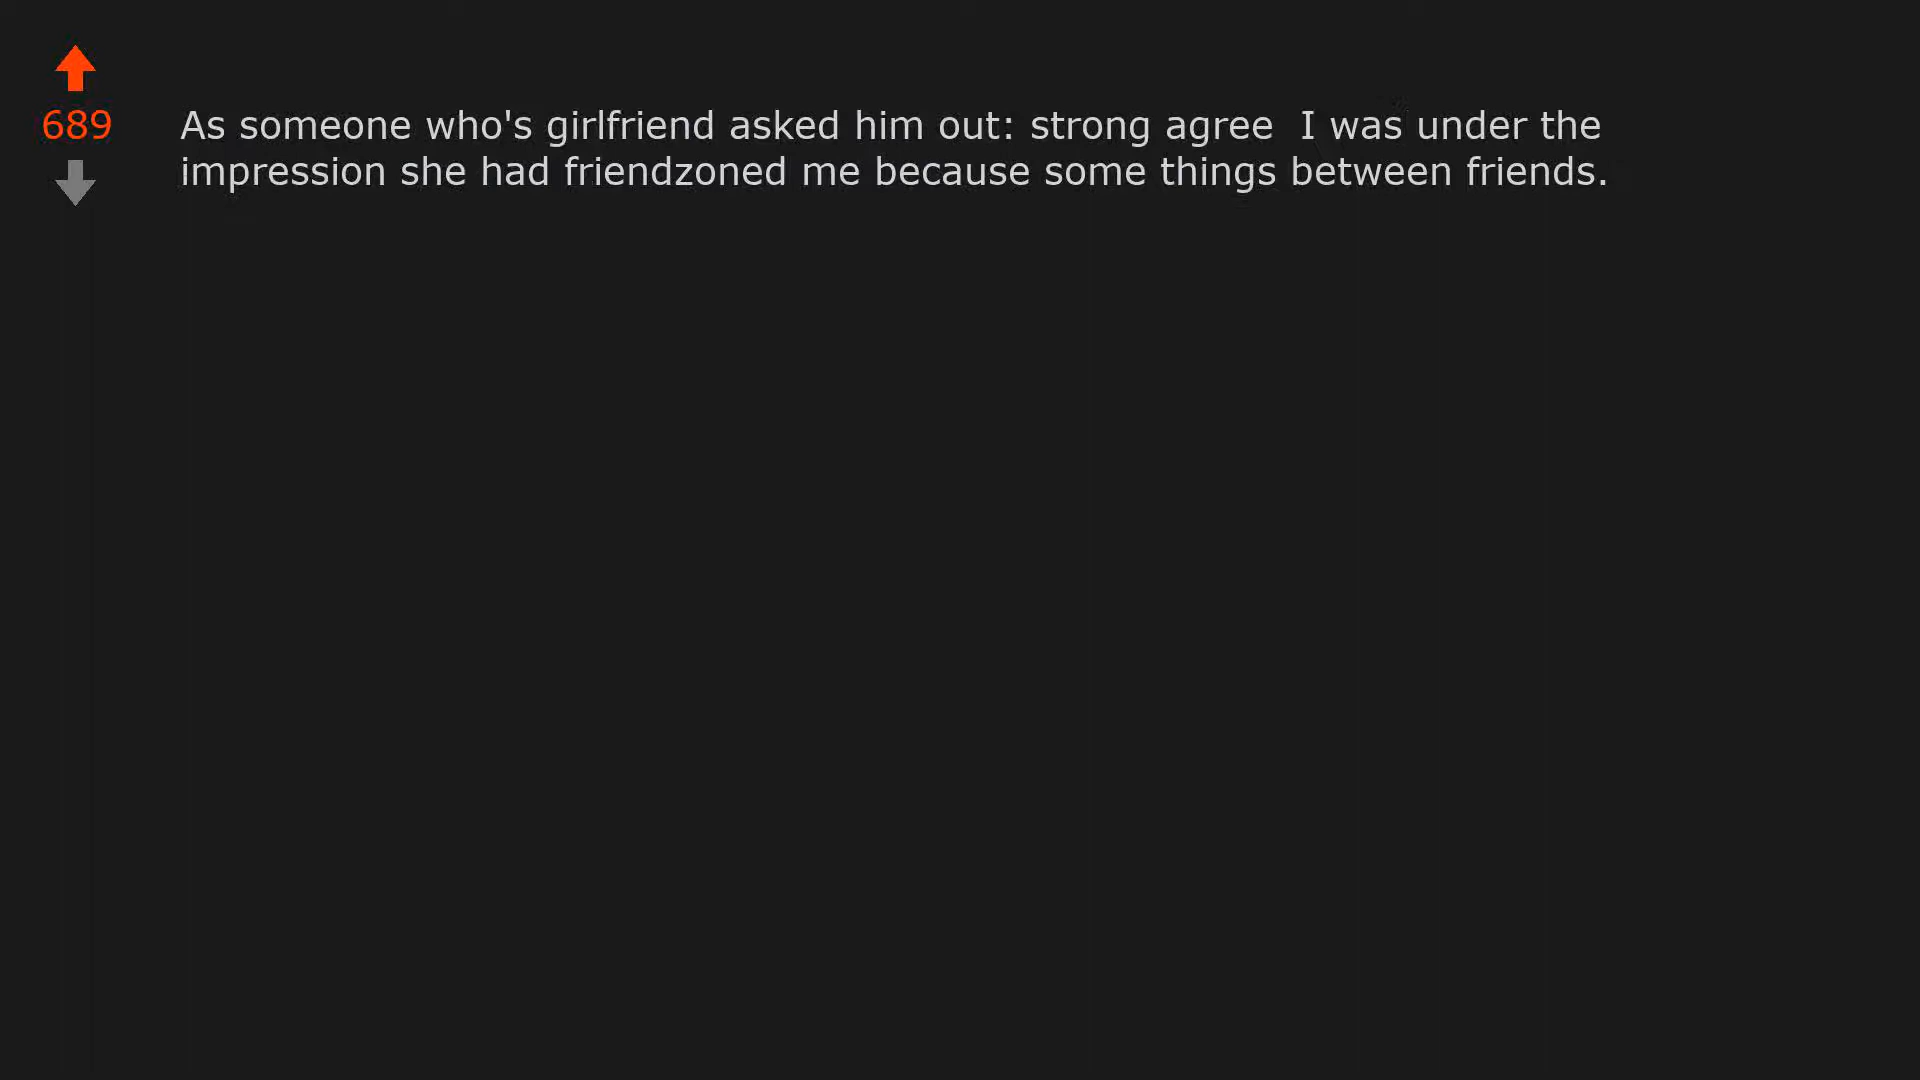 689
As someone who's girlfriend asked him out: strong agree  I was under the
impression she had friendzoned me because some things between friends.